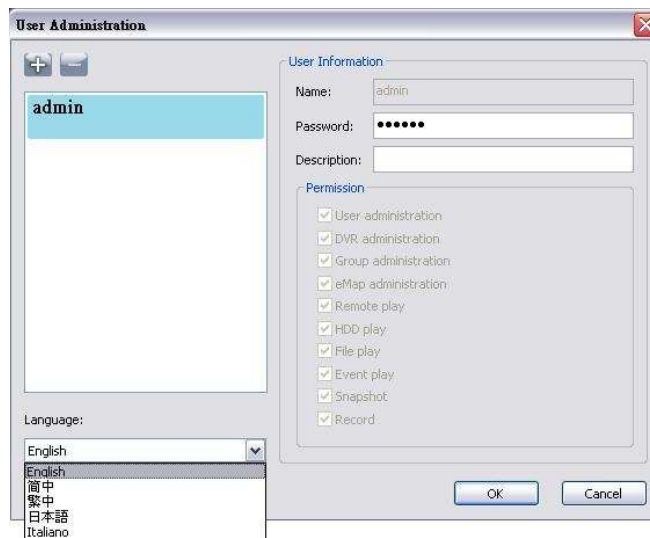 User Administration
admin
Language:
English
English
简中
繁中
日本語
Italiano
User Information
Name:
admin
Password:
Description:
Permission
User administration
DVR administration
Group administration
eMap administration
Remote play
HDD play
File play
Event play
Snapshot
Record
OK
Cancel